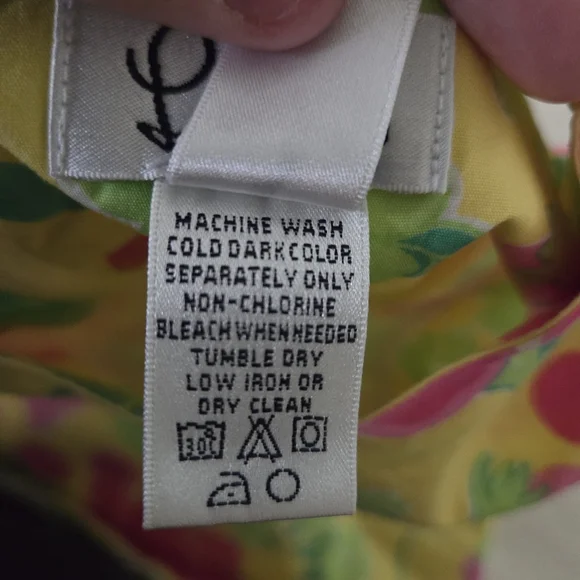 MACHINE WASH
COLD DARK COLOR
SEPARATELY ONLY
NON-CHLORINE
BLEACH WHEN NEEDED
TUMBLE DRY
LOW IRON OR
DRY CLEAN
30°